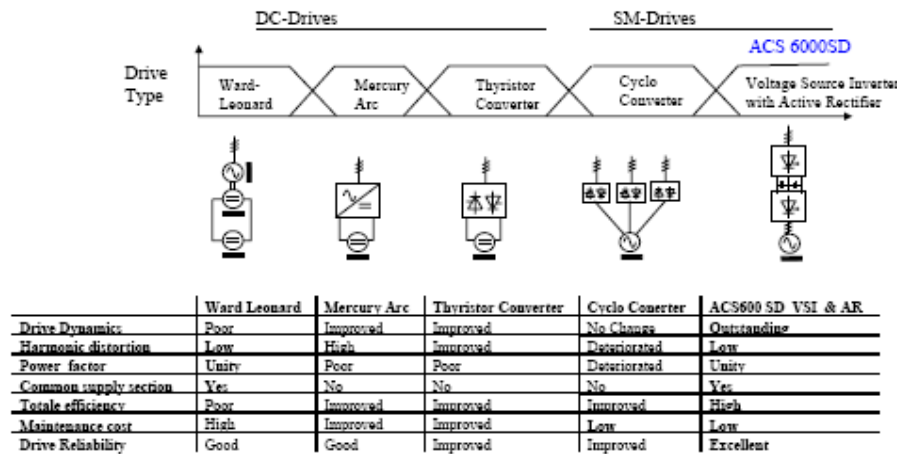 DC-Drives SM-Drives
ACS 6000SD
Drive Type
Ward-Leonard
Mercury Arc
Thyristor Converter
Cyclo Converter
Voltage Source Inverter with Active Rectifier
Ward Leonard Mercury Arc Thyristor Converter Cyclo Conerter ACS600 SD VSI & AR
Drive Dynamics Poor Improved Improved No Change Outstanding
Harmonic distortion Low High Improved Deteriorated Low
Power factor Unity Poor Poor Deteriorated Unity
Common supply section Yes No No No Yes
Totale efficiency Poor Improved Improved Improved High
Maintenance cost High Improved Improved Low Low
Drive Reliability Good Good Improved Improved Excellent